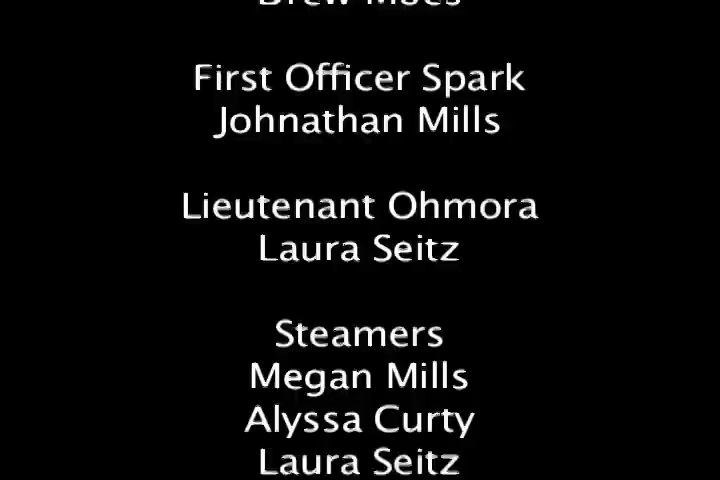 First Officer Spark
Johnathan Mills
Lieutenant Ohmora
Laura Seitz
Steamers
Megan Mills
Alyssa Curty
Laura Seitz